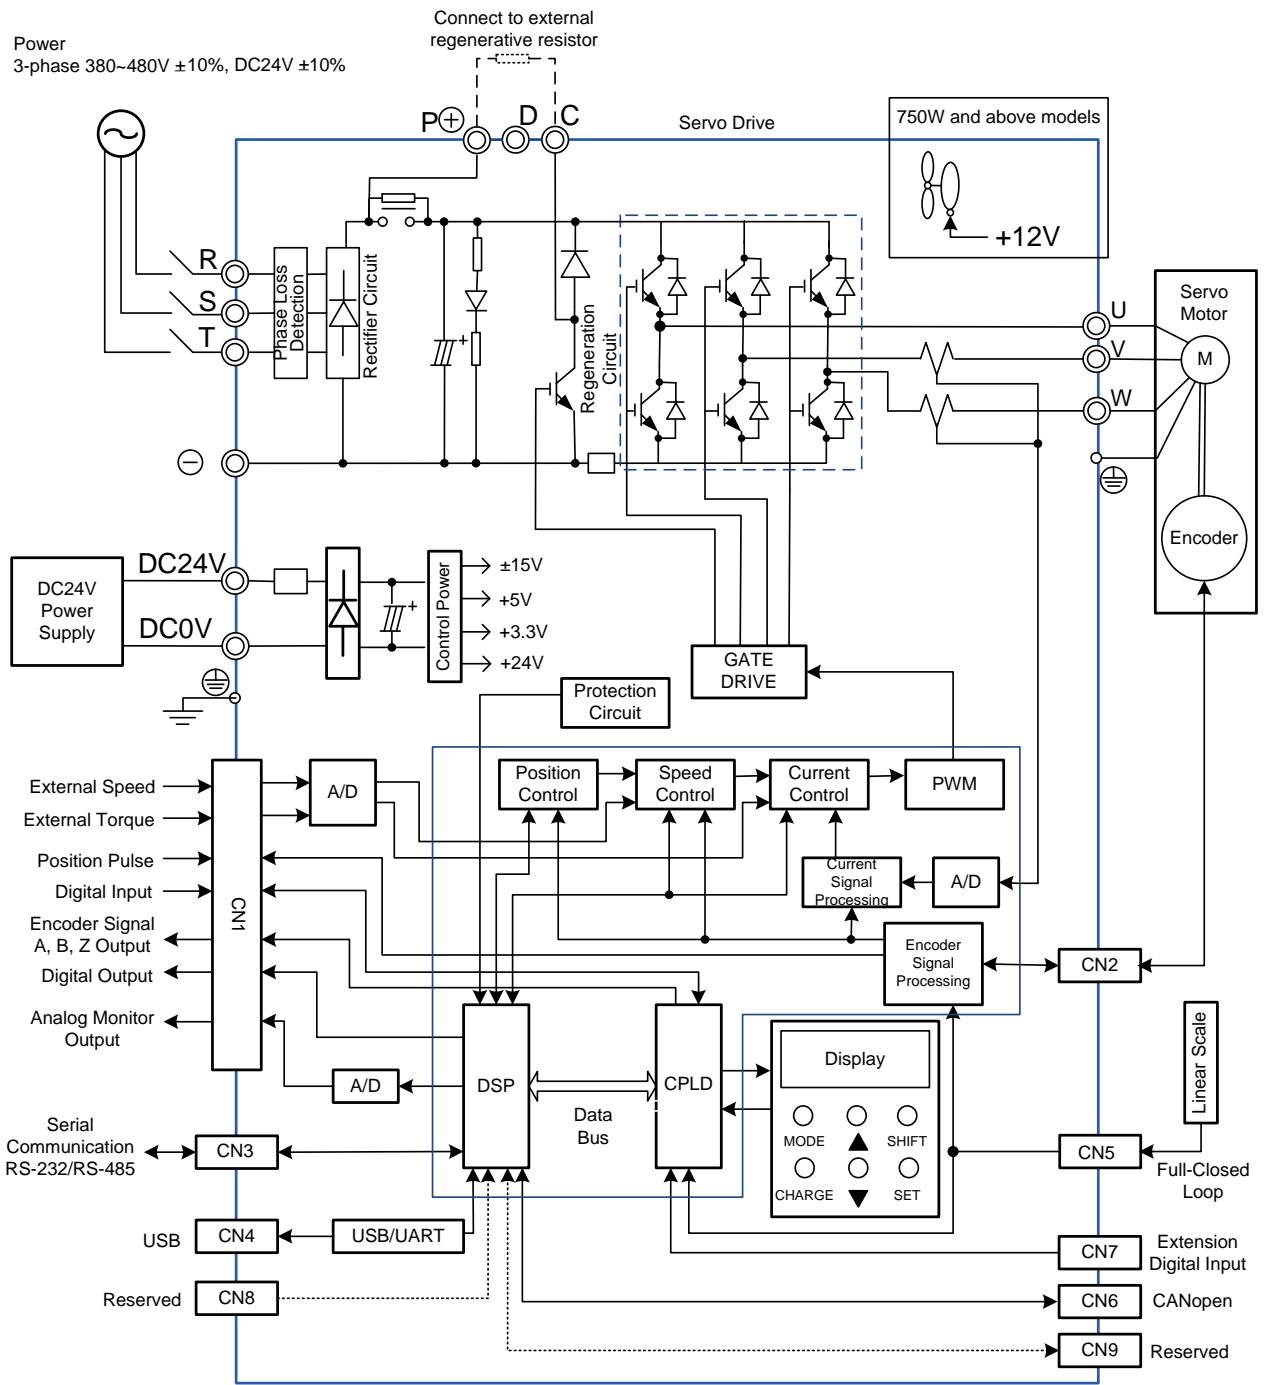 Connect to external
regenerative resistor
Power
3-phase 380~480V ±10%, DC24V ±10%
P
D
C
Servo Drive
750W and above models
+12V
R
S
T
Phase Loss
Detection
Rectifier Circuit
+
Regeneration
Circuit
U
V
W
Servo
Motor
M
Encoder
DC24V
Power
Supply
DC24V
DC0V
+
Control Power
±15V
+5V
+3.3V
+24V
GATE
DRIVE
Protection
Circuit
External Speed
External Torque
Position Pulse
Digital Input
Encoder Signal
A, B, Z Output
Digital Output
Analog Monitor
Output
CN1
A/D
Position
Control
Speed
Control
Current
Control
PWM
Current
Signal
Processing
A/D
Encoder
Signal
Processing
CN2
A/D
DSP
Data
Bus
CPLD
Display
MODE
SHIFT
CHARGE
SET
Linear Scale
Serial
Communication
RS-232/RS-485
CN3
CN5
Full-Closed
Loop
USB
CN4
USB/UART
CN7
Extension
Digital Input
Reserved
CN8
CN6
CANopen
CN9
Reserved